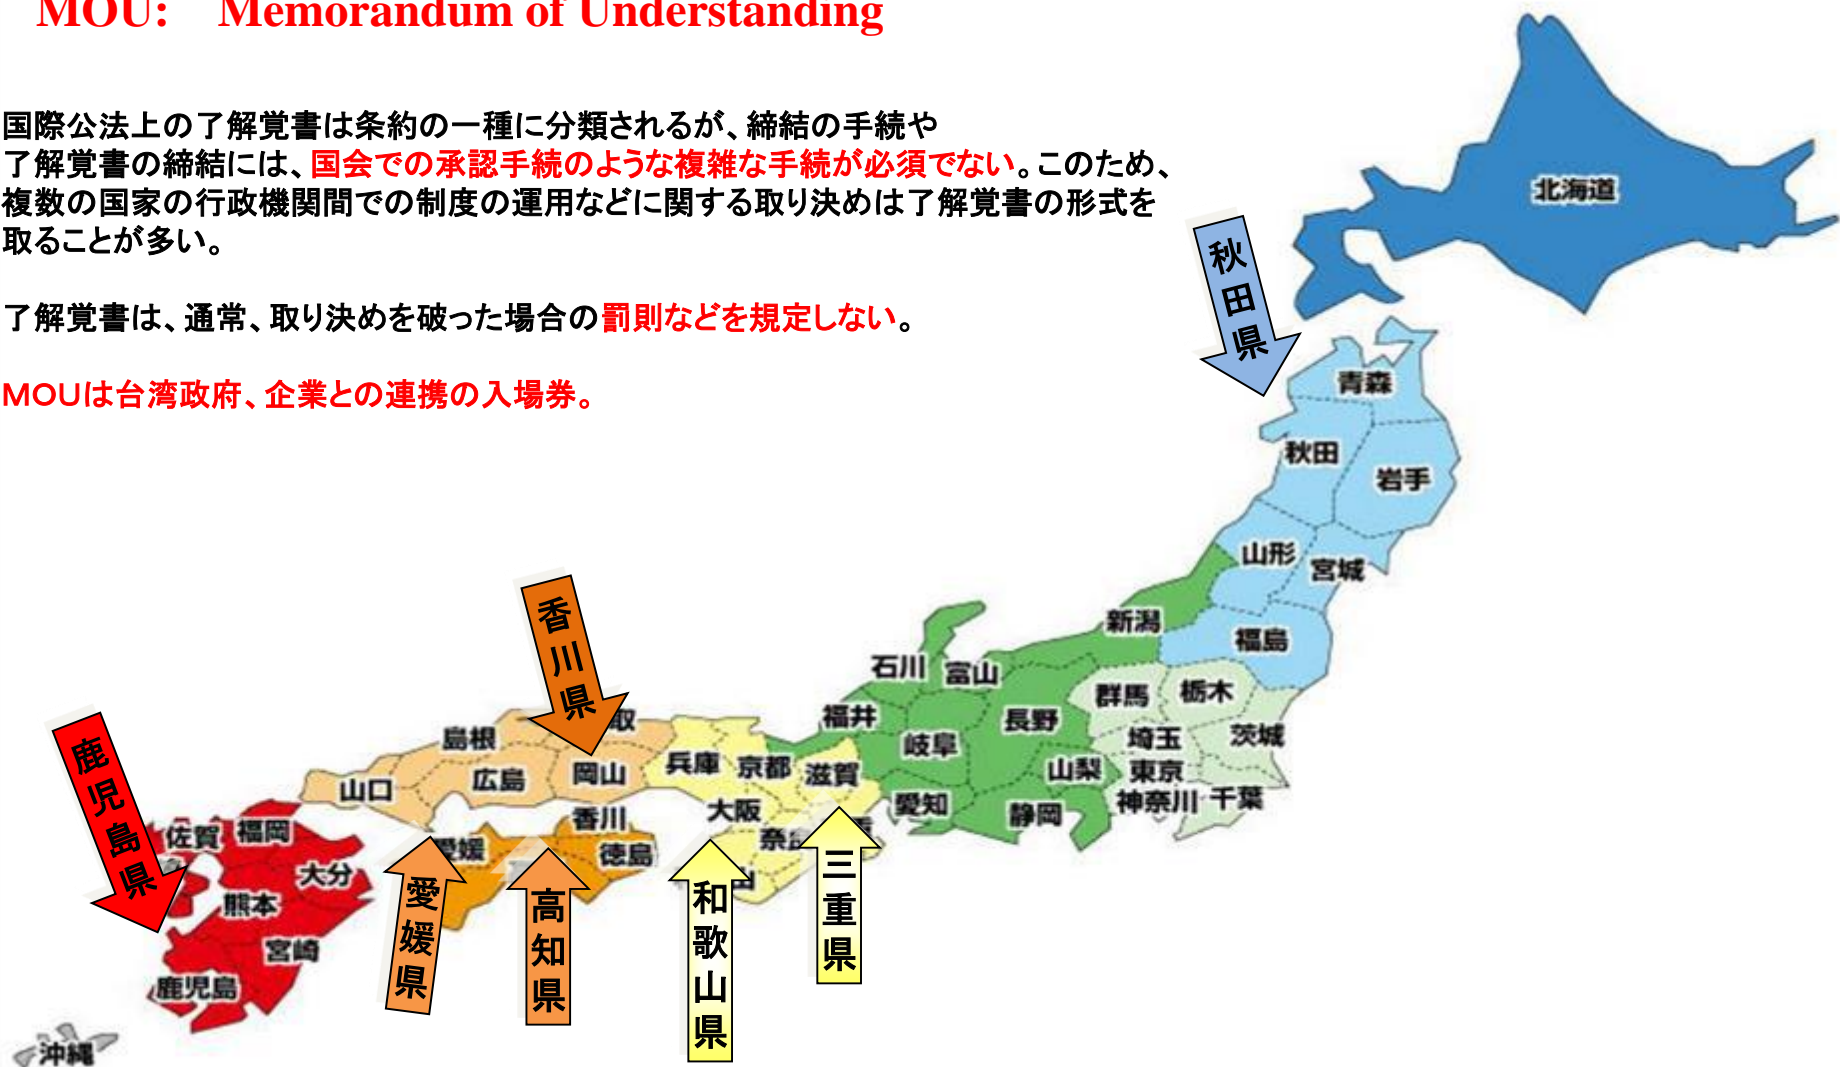 MOU: Memorandum of Understanding
国際公法上の了解覚書は条約の一種に分類されるが、締結の手続や
了解覚書の締結には、国会での承認手続のような複雑な手続が必須でない。このため、
複数の国家の行政機関間での制度の運用などに関する取り決めは了解覚書の形式を
取ることが多い。
了解覚書は、通常、取り決めを破った場合の罰則などを規定しない。
MOUは台湾政府、企業との連携の入場券。
北海道
秋田県
青森
秋田
岩手
山形
宮城
新潟
福島
香川県
石川
富山
群馬
栃木
福井
長野
取
島根
岐阜
埼玉
茨城
鹿児島県
兵庫
京都
滋賀
山梨
東京
山口
広島
岡山
愛知
静岡
神奈川
千葉
大阪
香川
佐賀
福岡
愛媛
徳島
奈良
大分
山
熊本
愛媛県
高知県
和歌山県
三重県
宮崎
鹿児島
沖縄